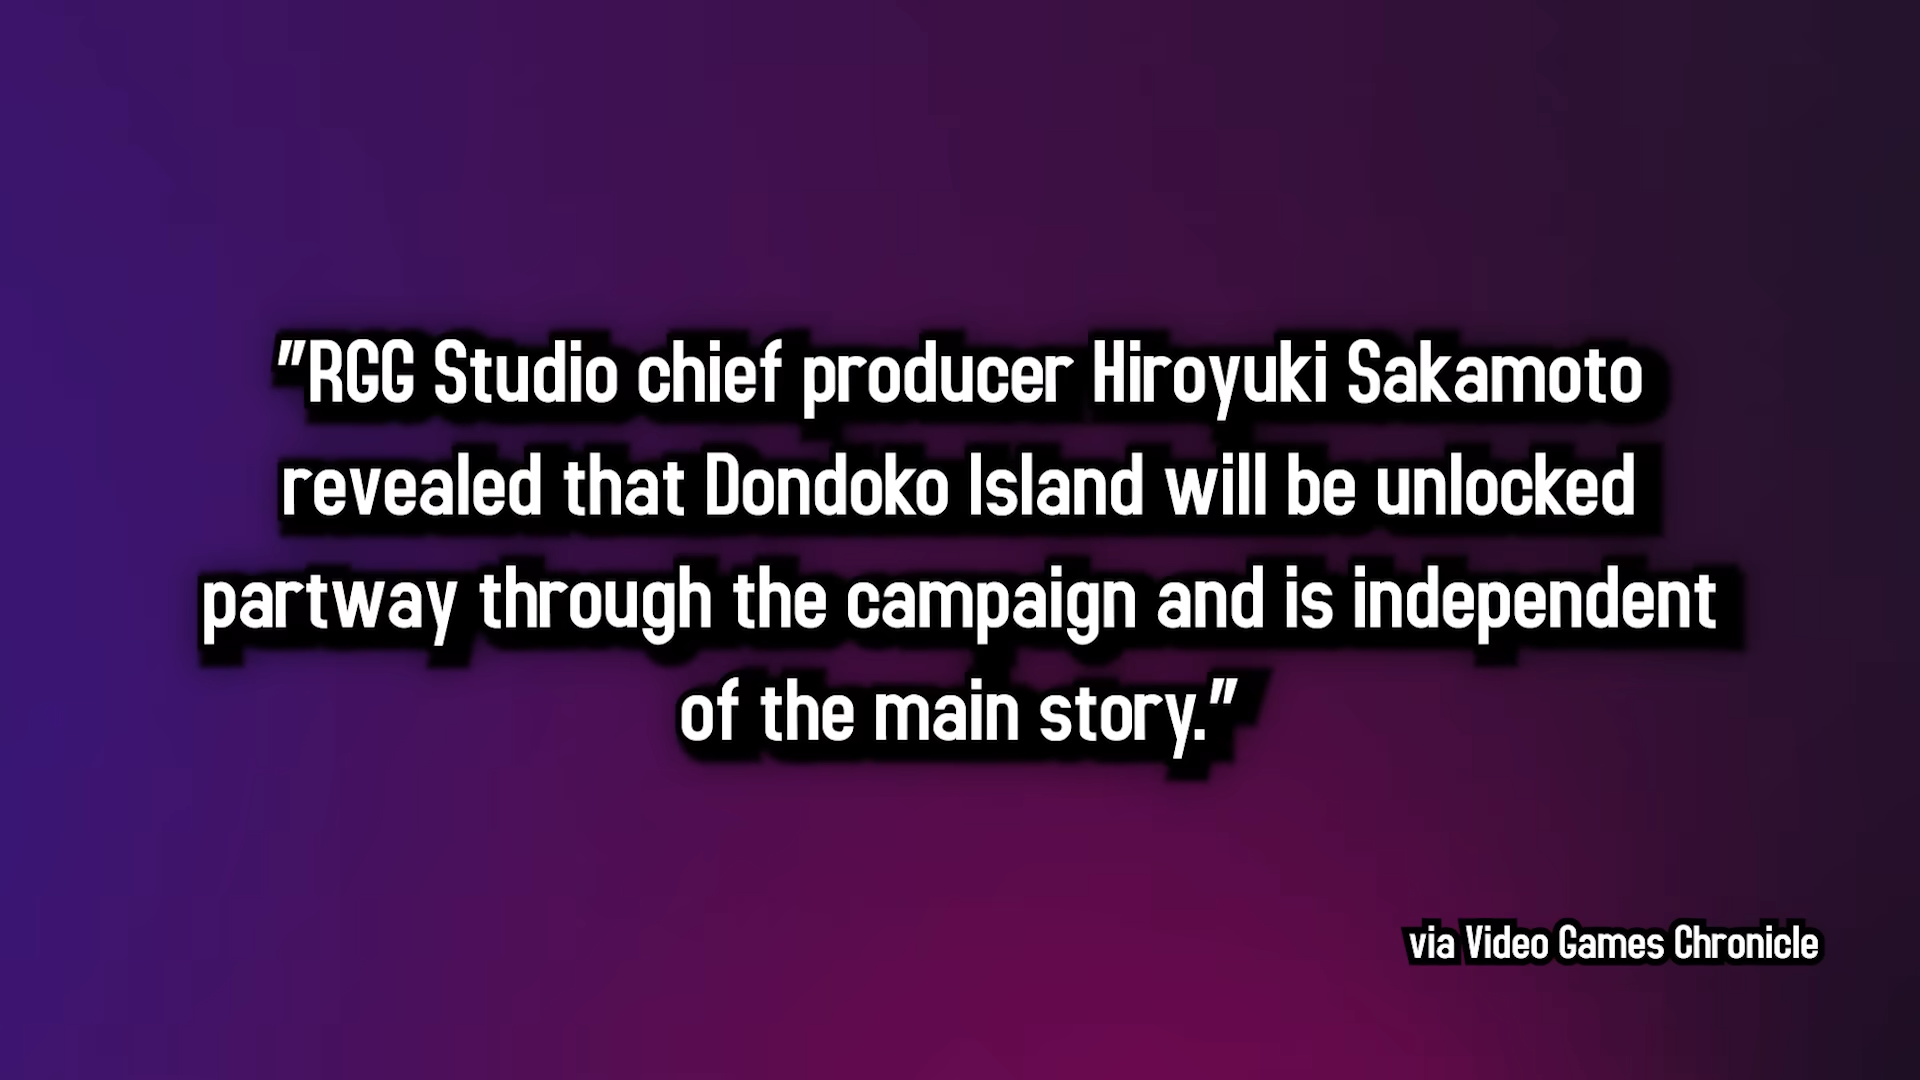 "RGG Studio chief producer Hiroyuki Sakamoto
revealed that Dondoko Island will be unlocked
partway through the campaign and is independent
of the main story."
via Video Games Chronicle